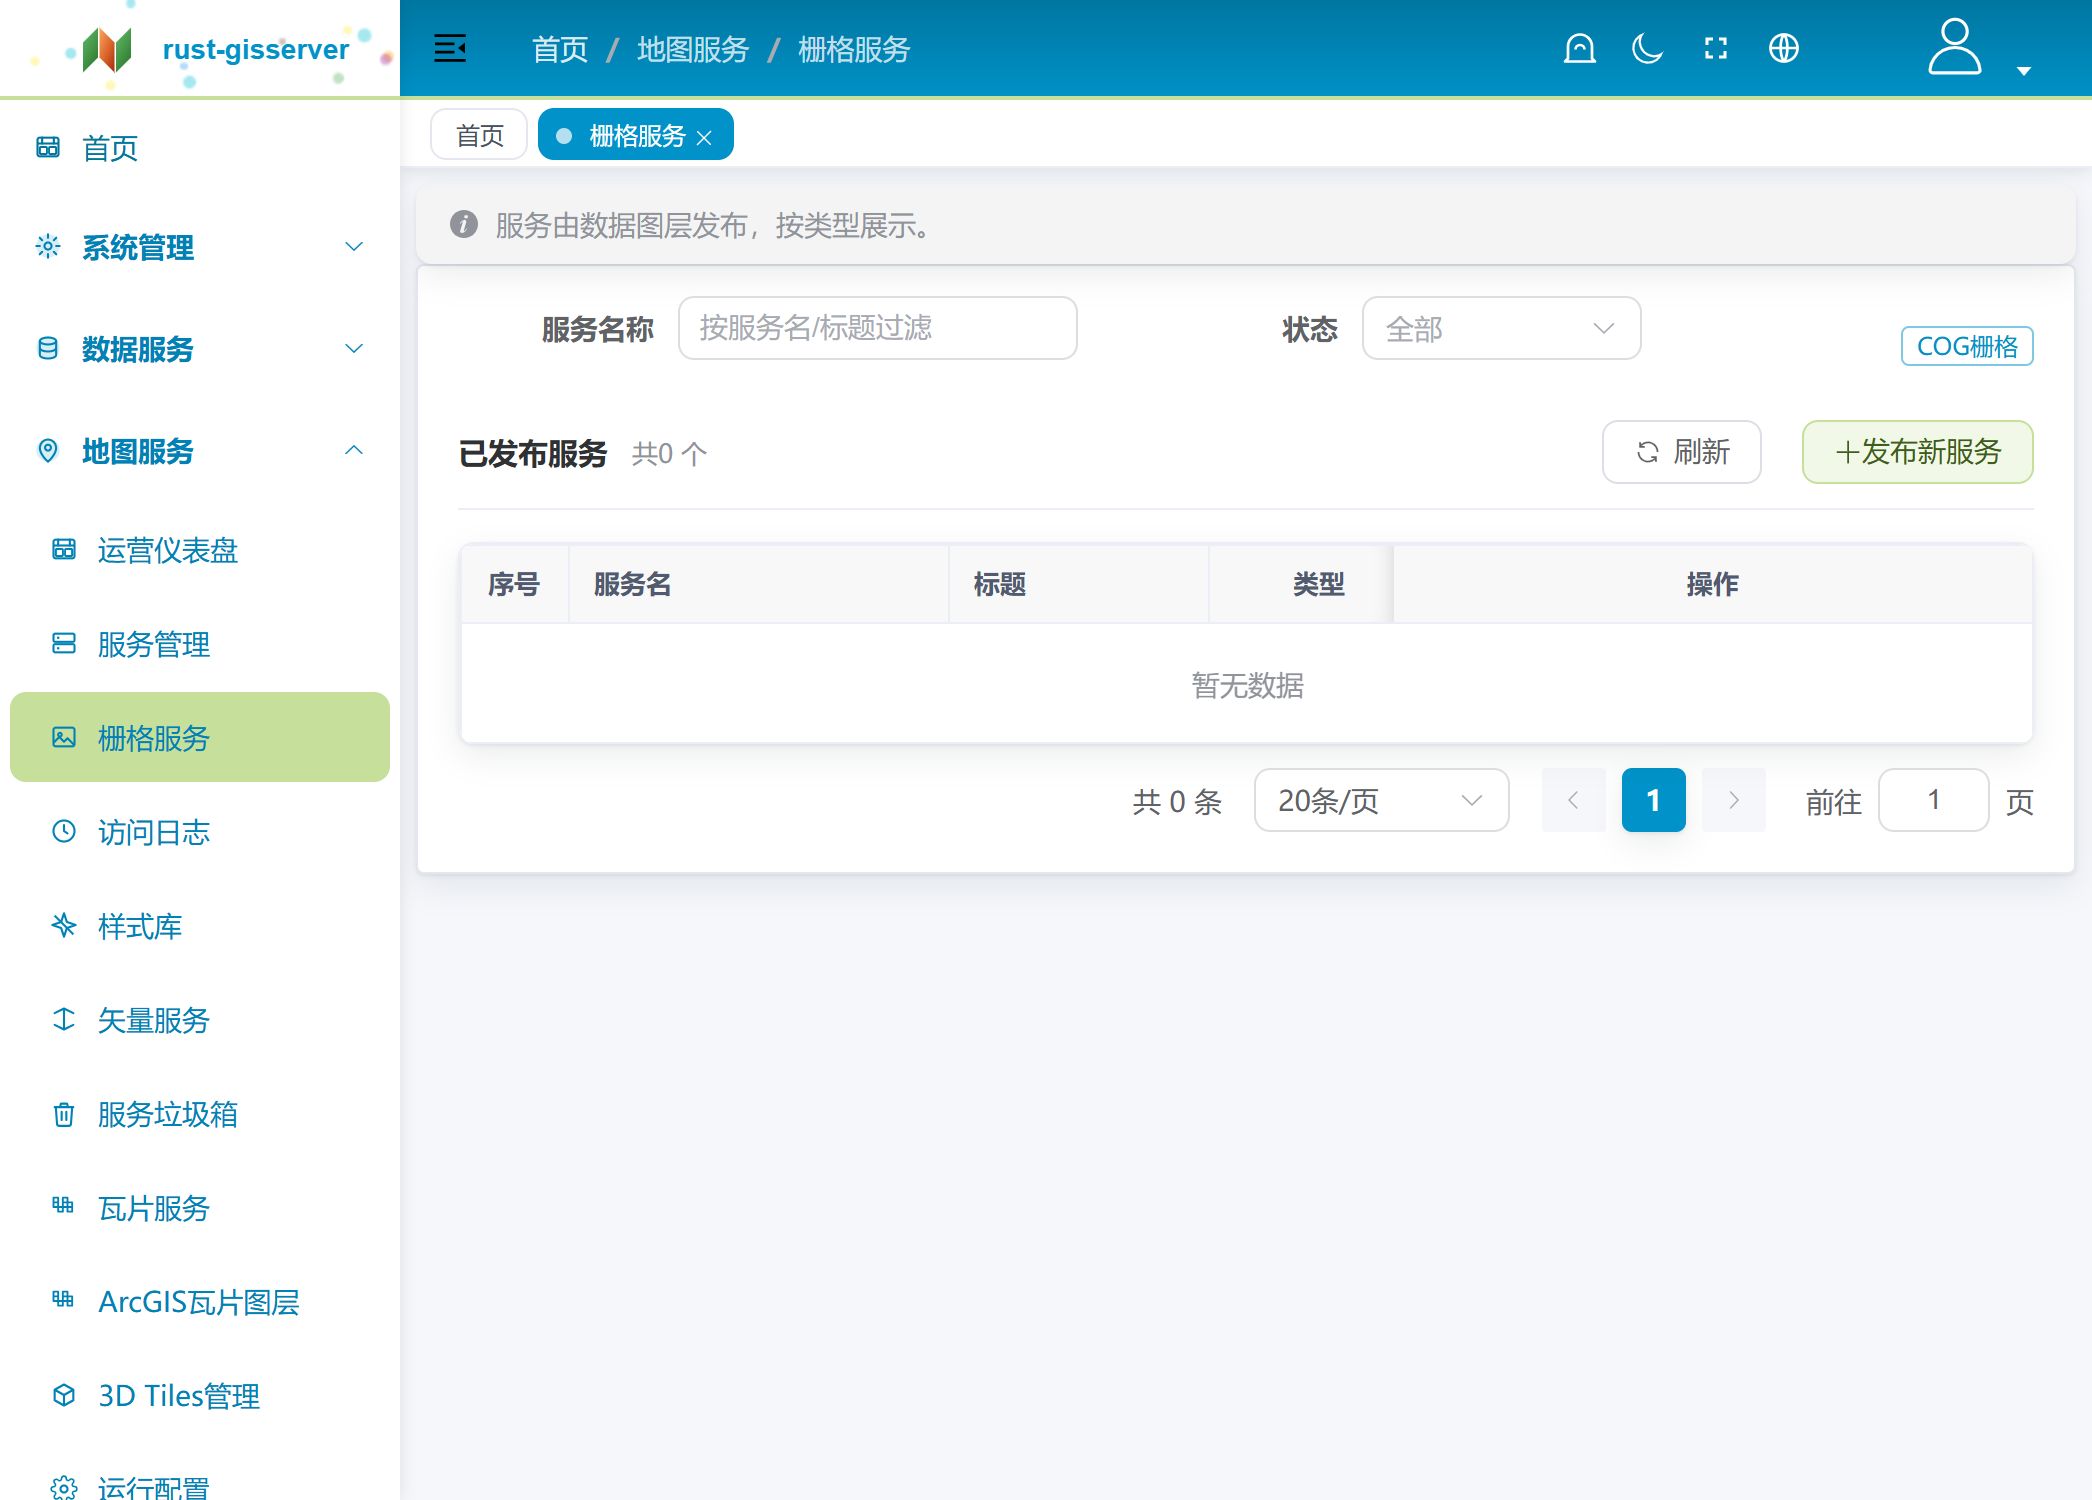 rust-gisserver
首页 / 地图服务 / 栅格服务
首页
栅格服务
首页
系统管理
数据服务
地图服务
运营仪表盘
服务管理
栅格服务
访问日志
样式库
矢量服务
服务垃圾箱
瓦片服务
ArcGIS瓦片图层
3D Tiles管理
运行配置
服务由数据图层发布，按类型展示。
服务名称 按服务名/标题过滤 状态 全部
COG栅格
已发布服务 共0 个 刷新 +发布新服务
序号 服务名 标题 类型 操作
暂无数据
共 0 条 20条/页 1 前往 1 页